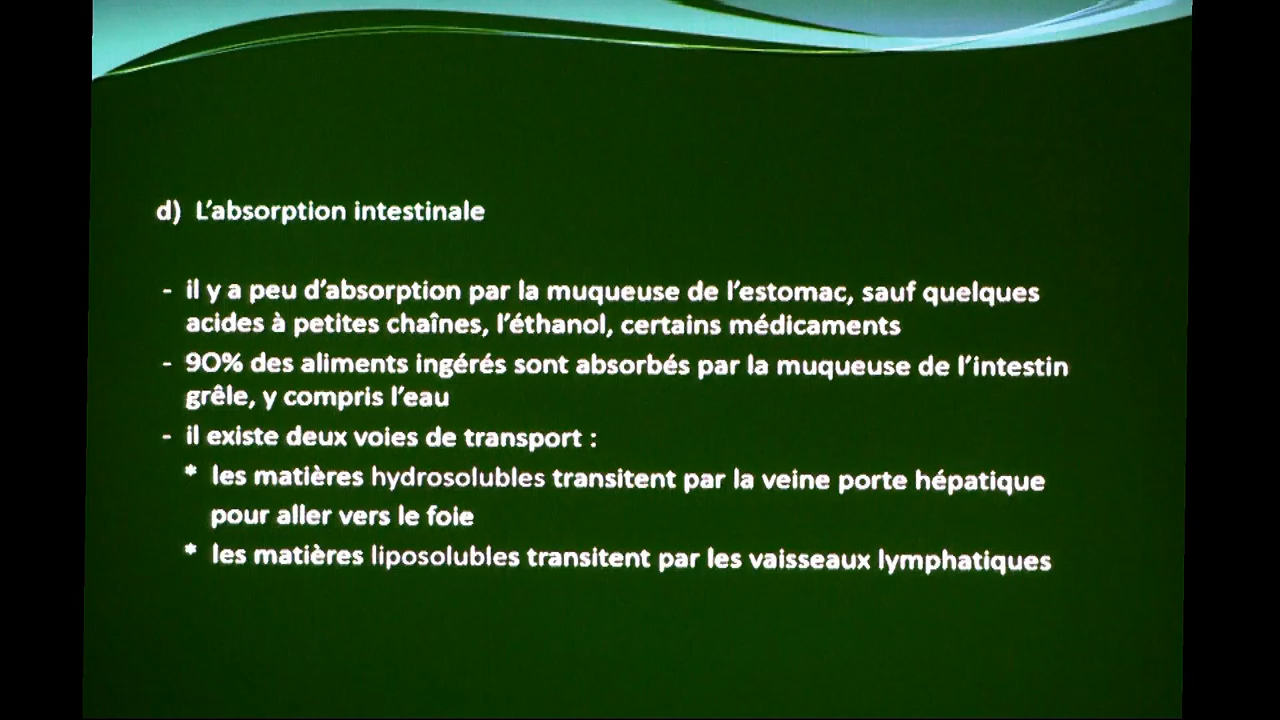 d) L'absorption intestinale
- il y a peu d'absorption par la muqueuse de l'estomac, sauf quelques
acides à petites chaînes, l'éthanol, certains médicaments
- 90% des aliments ingérés sont absorbés par la muqueuse de l'intestin
grêle, y compris l'eau
- il existe deux voies de transport :
* les matières hydrosolubles transitent par la veine porte hépatique
pour aller vers le foie
* les matières liposolubles transitent par les vaisseaux lymphatiques